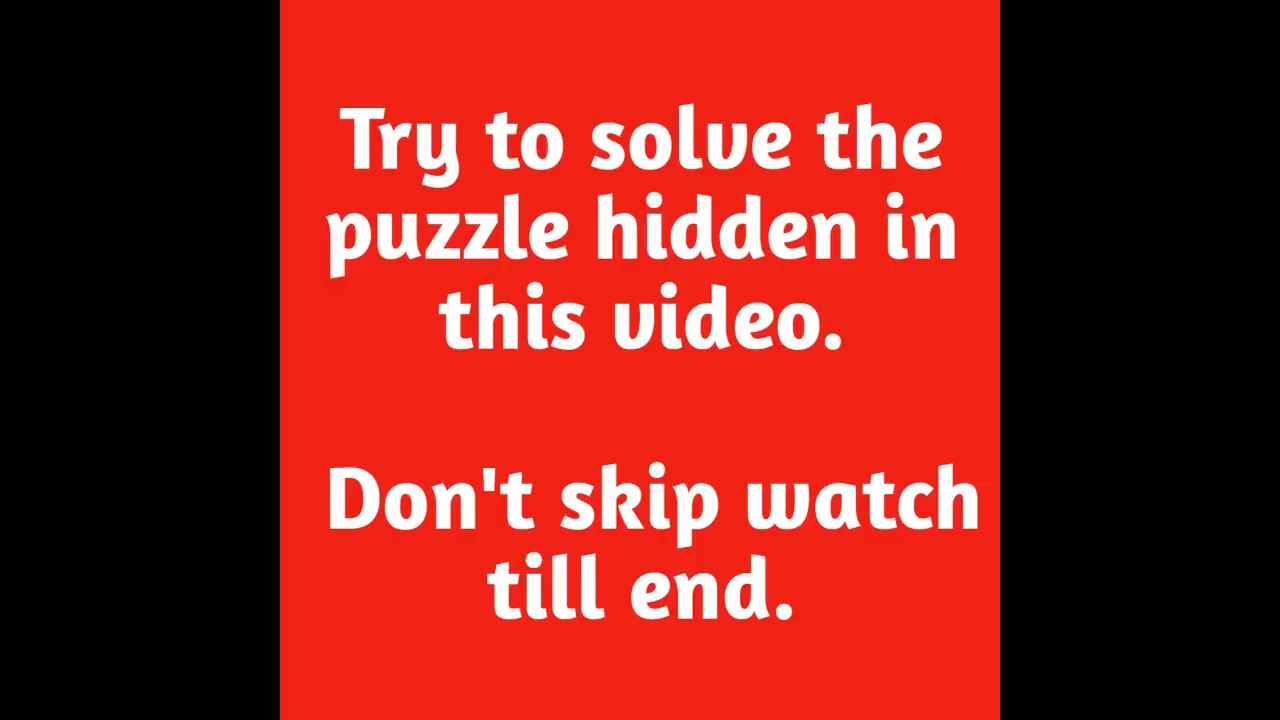 Try to solve the
puzzle hidden in
this video.
Don't skip watch
till end.